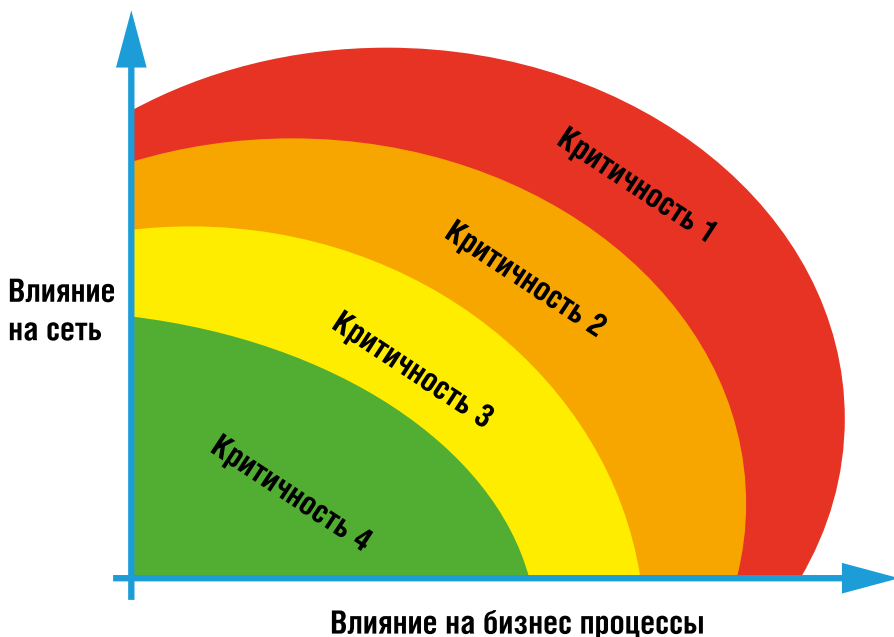 Критичность 1
Критичность 2
Критичность 3
Критичность 4
Влияние
на сеть
Влияние на бизнес процессы